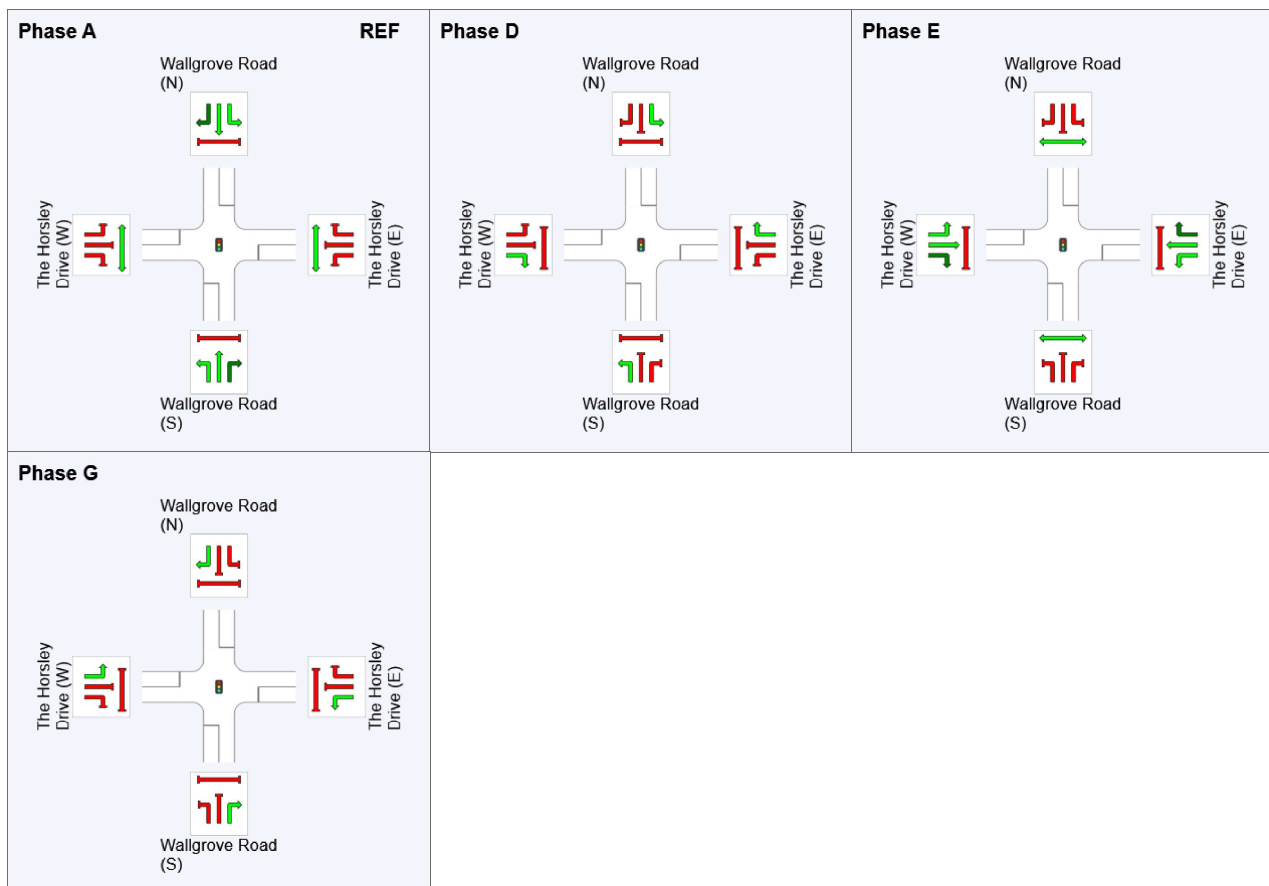 Phase A
REF
Wallgrove Road
(N)
The Horsley
Drive (W)
The Horsley
Drive (E)
Wallgrove Road
(S)
Phase D
Wallgrove Road
(N)
The Horsley
Drive (W)
The Horsley
Drive (E)
Wallgrove Road
(S)
Phase E
Wallgrove Road
(N)
The Horsley
Drive (W)
The Horsley
Drive (E)
Wallgrove Road
(S)
Phase G
Wallgrove Road
(N)
The Horsley
Drive (W)
The Horsley
Drive (E)
Wallgrove Road
(S)